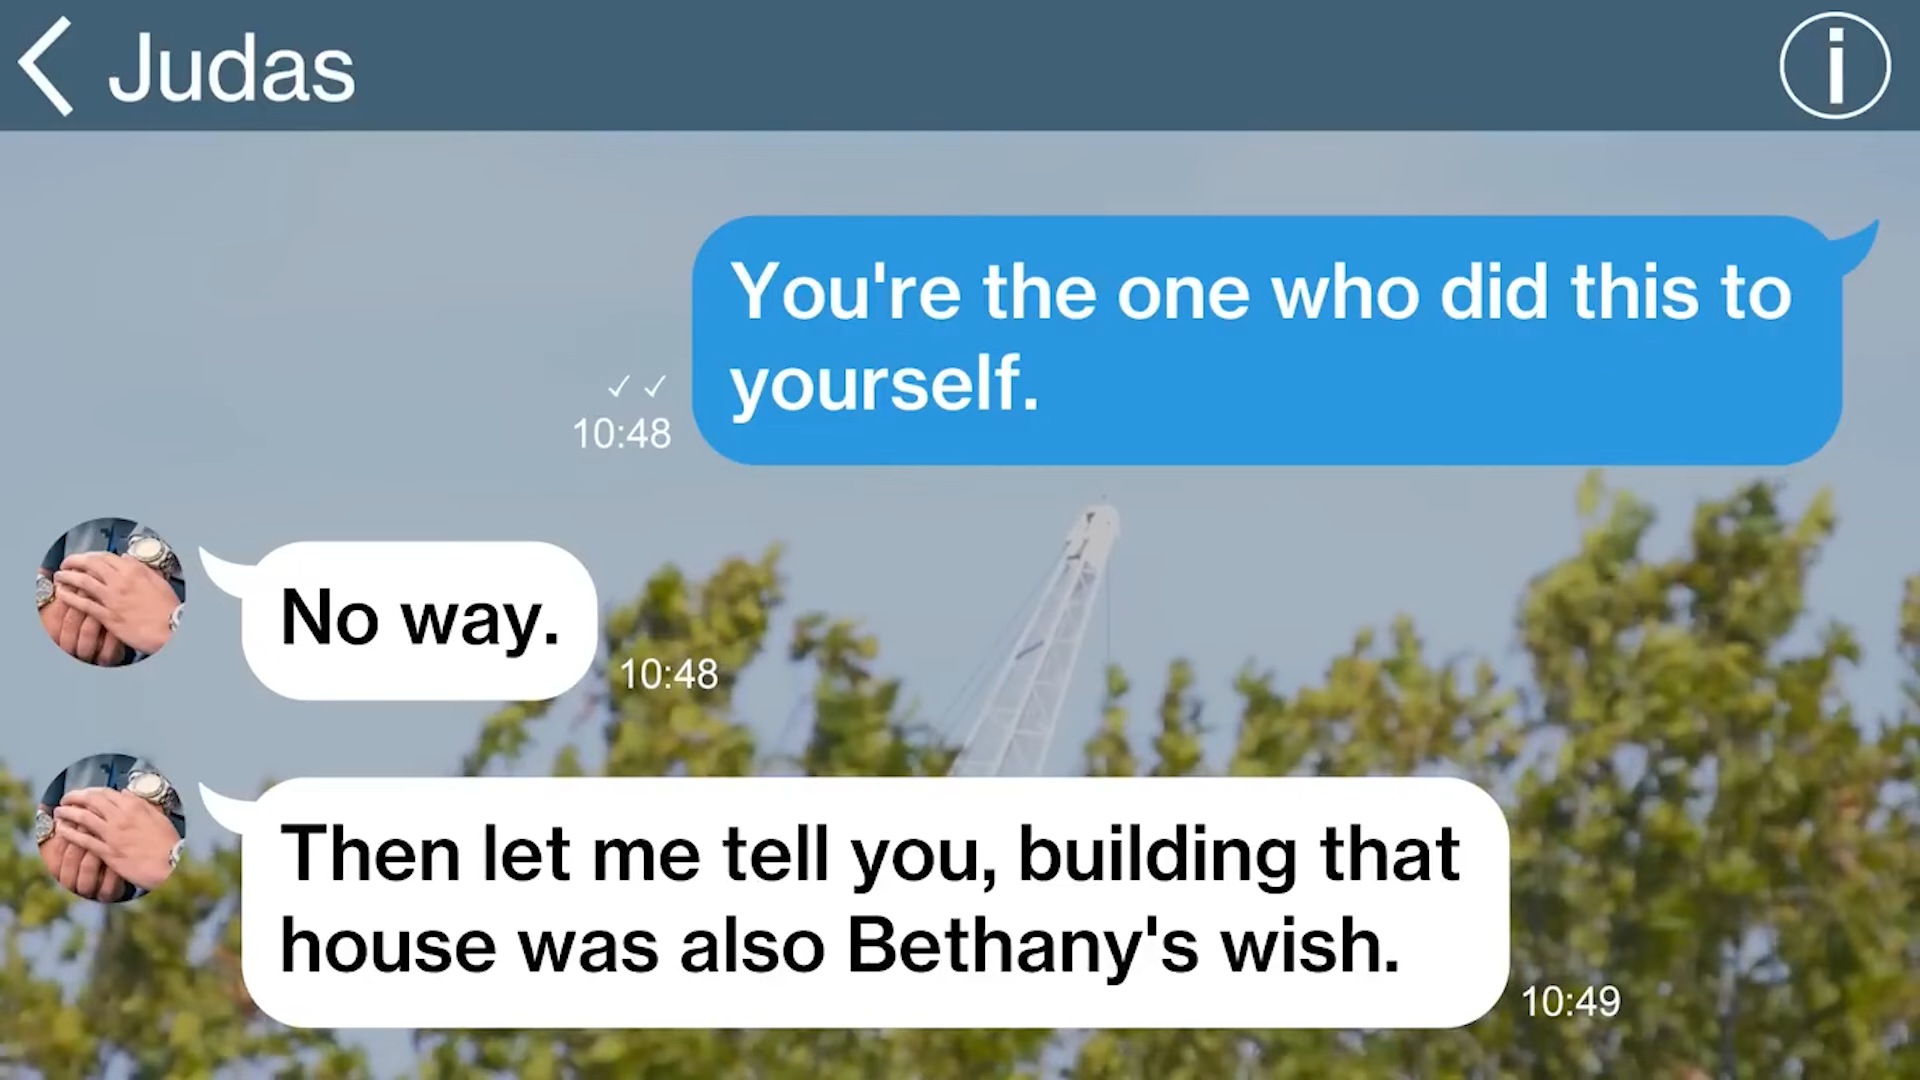 Judas
You're the one who did this to
yourself.
✓ ✓
10:48
No way.
10:48
Then let me tell you, building that
house was also Bethany's wish.
10:49